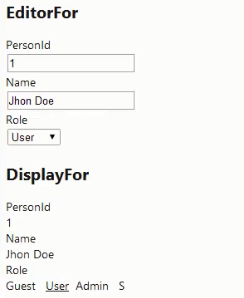 EditorFor
PersonId
1
Name
Jhon Doe
Role
User
DisplayFor
PersonId
1
Name
Jhon Doe
Role
Guest User Admin S